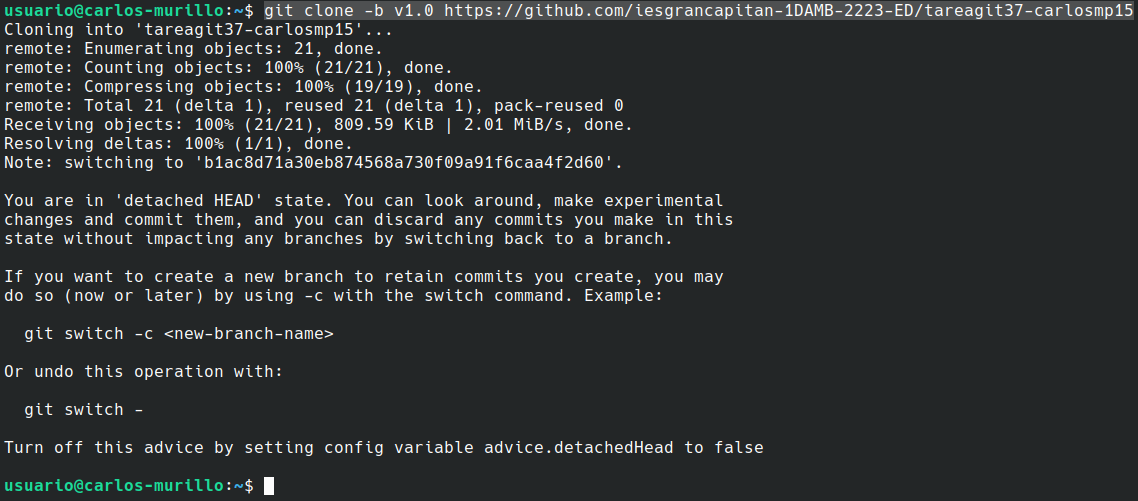 usuario@carlos-murillo:~$ git clone -b v1.0 https://github.com/iesgrancapitan-1DAMB-2223-ED/tareagit37-carlosmp15
Cloning into 'tareagit37-carlosmp15'...
remote: Enumerating objects: 21, done.
remote: Counting objects: 100% (21/21), done.
remote: Compressing objects: 100% (19/19), done.
remote: Total 21 (delta 1), reused 21 (delta 1), pack-reused 0
Receiving objects: 100% (21/21), 809.59 KiB | 2.01 MiB/s, done.
Resolving deltas: 100% (1/1), done.
Note: switching to 'b1ac8d71a30eb874568a730f09a91f6caa4f2d60'.

You are in 'detached HEAD' state. You can look around, make experimental
changes and commit them, and you can discard any commits you make in this
state without impacting any branches by switching back to a branch.

If you want to create a new branch to retain commits you create, you may
do so (now or later) by using -c with the switch command. Example:

  git switch -c <new-branch-name>

Or undo this operation with:

  git switch -

Turn off this advice by setting config variable advice.detachedHead to false

usuario@carlos-murillo:~$